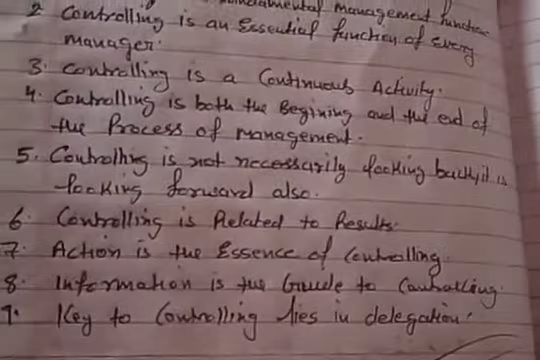 fundamental management function
2 Controlling is an Essential function of every
manager.
3. Controlling is a Continuous Activity.
4. Controlling is both the Begining and the end of
the Process of management.
5. Controlling is not necessarily looking back, it is
looking forward also.
6. Controlling is Related to Results.
7. Action is the Essence of Controlling.
8. Information is the Guide to Controlling.
9. Key to Controlling lies in delegation.